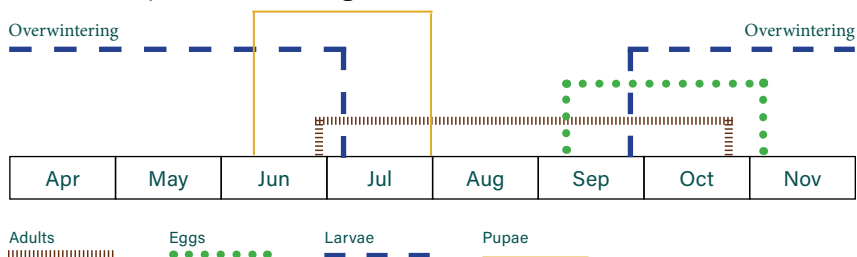 Overwintering Overwintering
Apr May Jun Jul Aug Sep Oct Nov
Adults Eggs Larvae Pupae